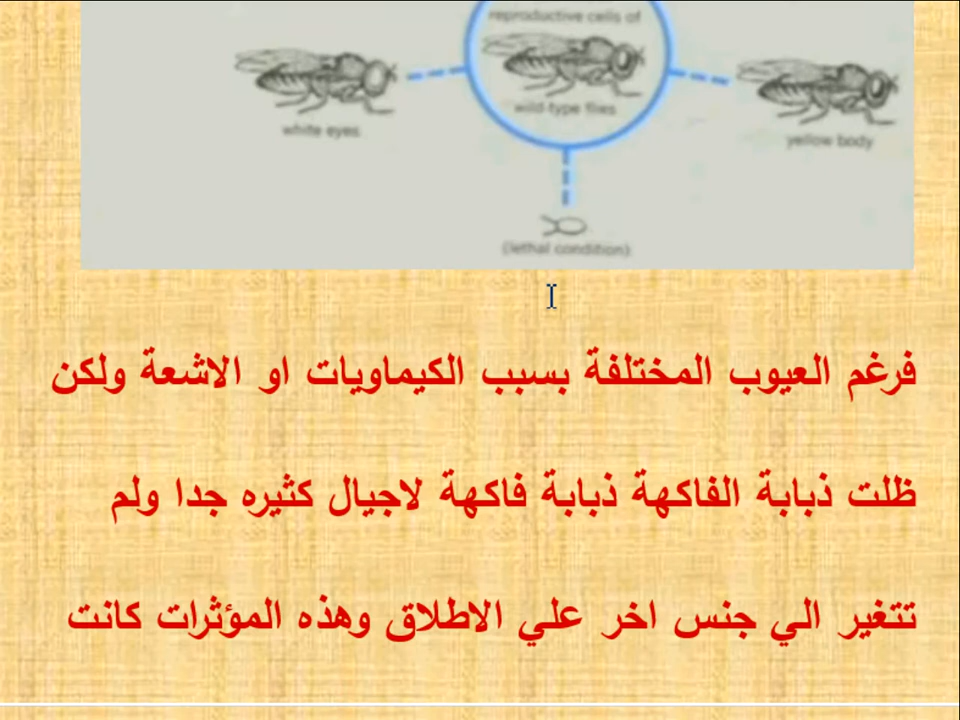 reproductive cells of
wild-type flies
white eyes
yellow body
(lethal condition)
فرغم العيوب المختلفة بسبب الكيماويات او الاشعة ولكن
ظلت ذبابة الفاكهة ذبابة فاكهة لاجيال كثيره جدا ولم
تتغير الي جنس اخر علي الاطلاق وهذه المؤثرات كانت